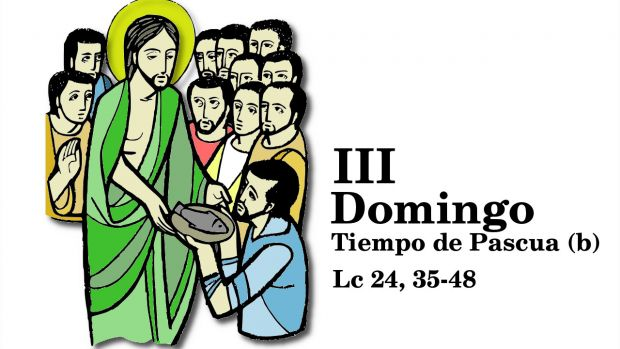 III
Domingo
Tiempo de Pascua (b)
Lc 24, 35-48